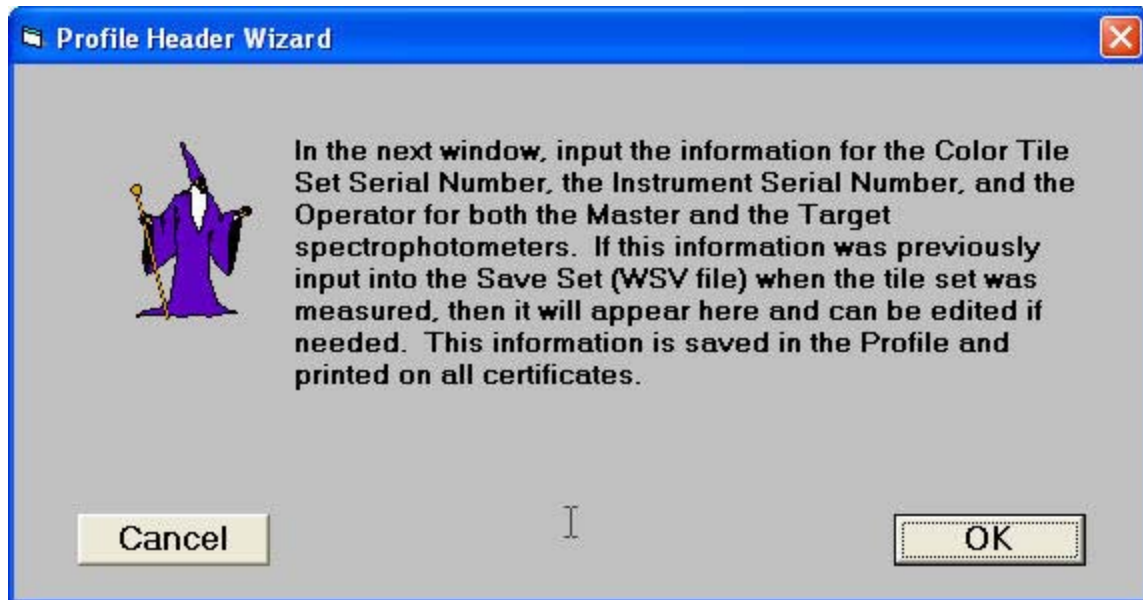 Profile Header Wizard
In the next window, input the information for the Color Tile
Set Serial Number, the Instrument Serial Number, and the
Operator for both the Master and the Target
spectrophotometers.  If this information was previously
input into the Save Set (WSV file) when the tile set was
measured, then it will appear here and can be edited if
needed.  This information is saved in the Profile and
printed on all certificates.
Cancel
OK